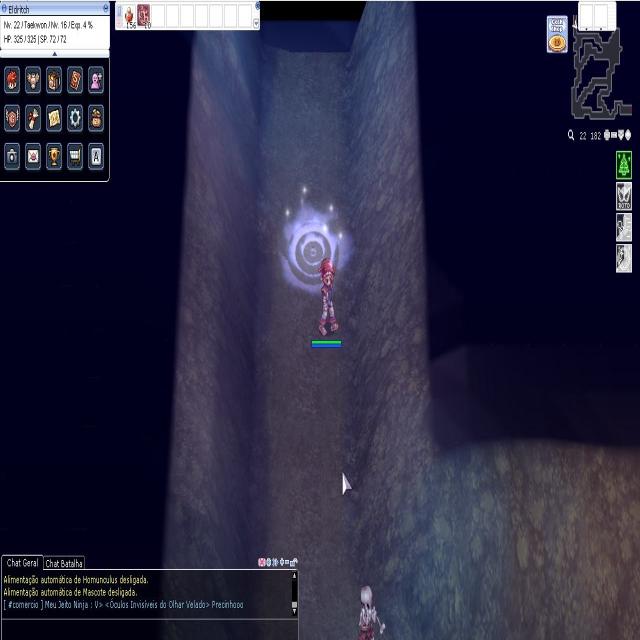 Eldritch
Nv. 22 / Taekwon / Nv. 16 / Exp. 4 %
HP. 325 / 325 | SP. 72 / 72
156
10
22 182
A
Chat Geral
Chat Batalha
Alimentação automática de Homunculus desligada.
Alimentação automática de Mascote desligada.
[ #comercio ] Meu Jeito Ninja : V> <Óculos Invisíveis do Olhar Velado> Precinhooo